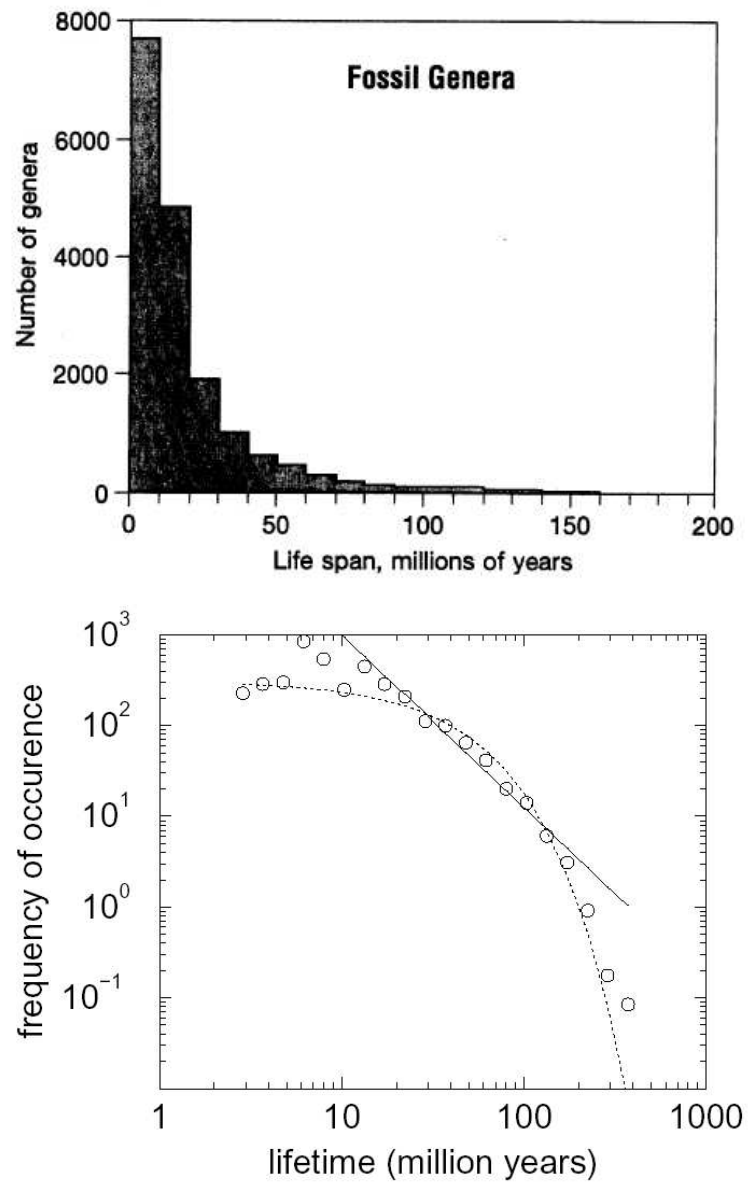 Fossil Genera
Number of genera
8000
6000
4000
2000
0
0 50 100 150 200
Life span, millions of years
frequency of occurence
10³
10²
10¹
10⁰
10⁻¹
1 10 100 1000
lifetime (million years)